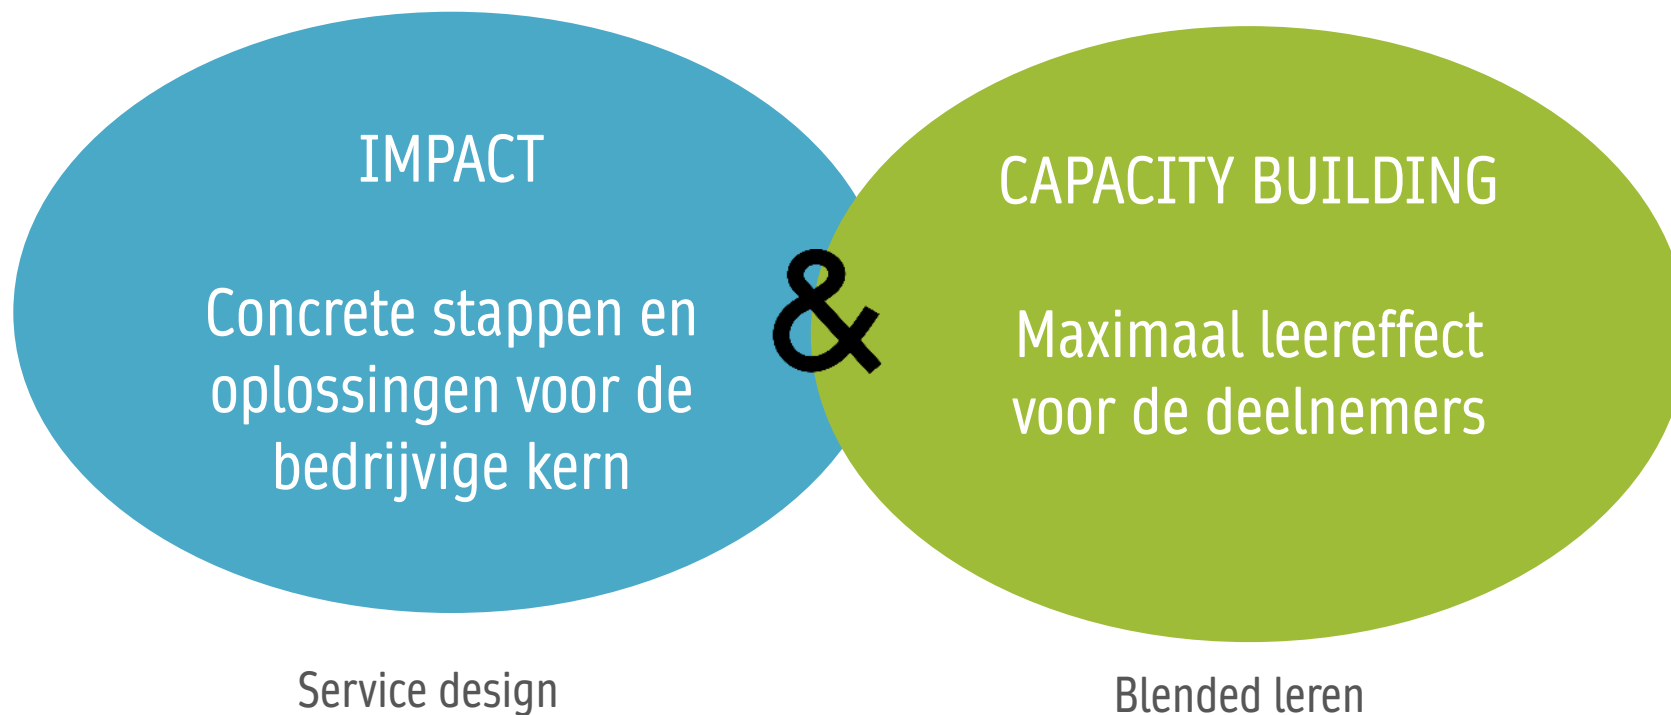 IMPACT
Concrete stappen en
oplossingen voor de
bedrijvige kern
&
CAPACITY BUILDING
Maximaal leereffect
voor de deelnemers
Service design
Blended leren